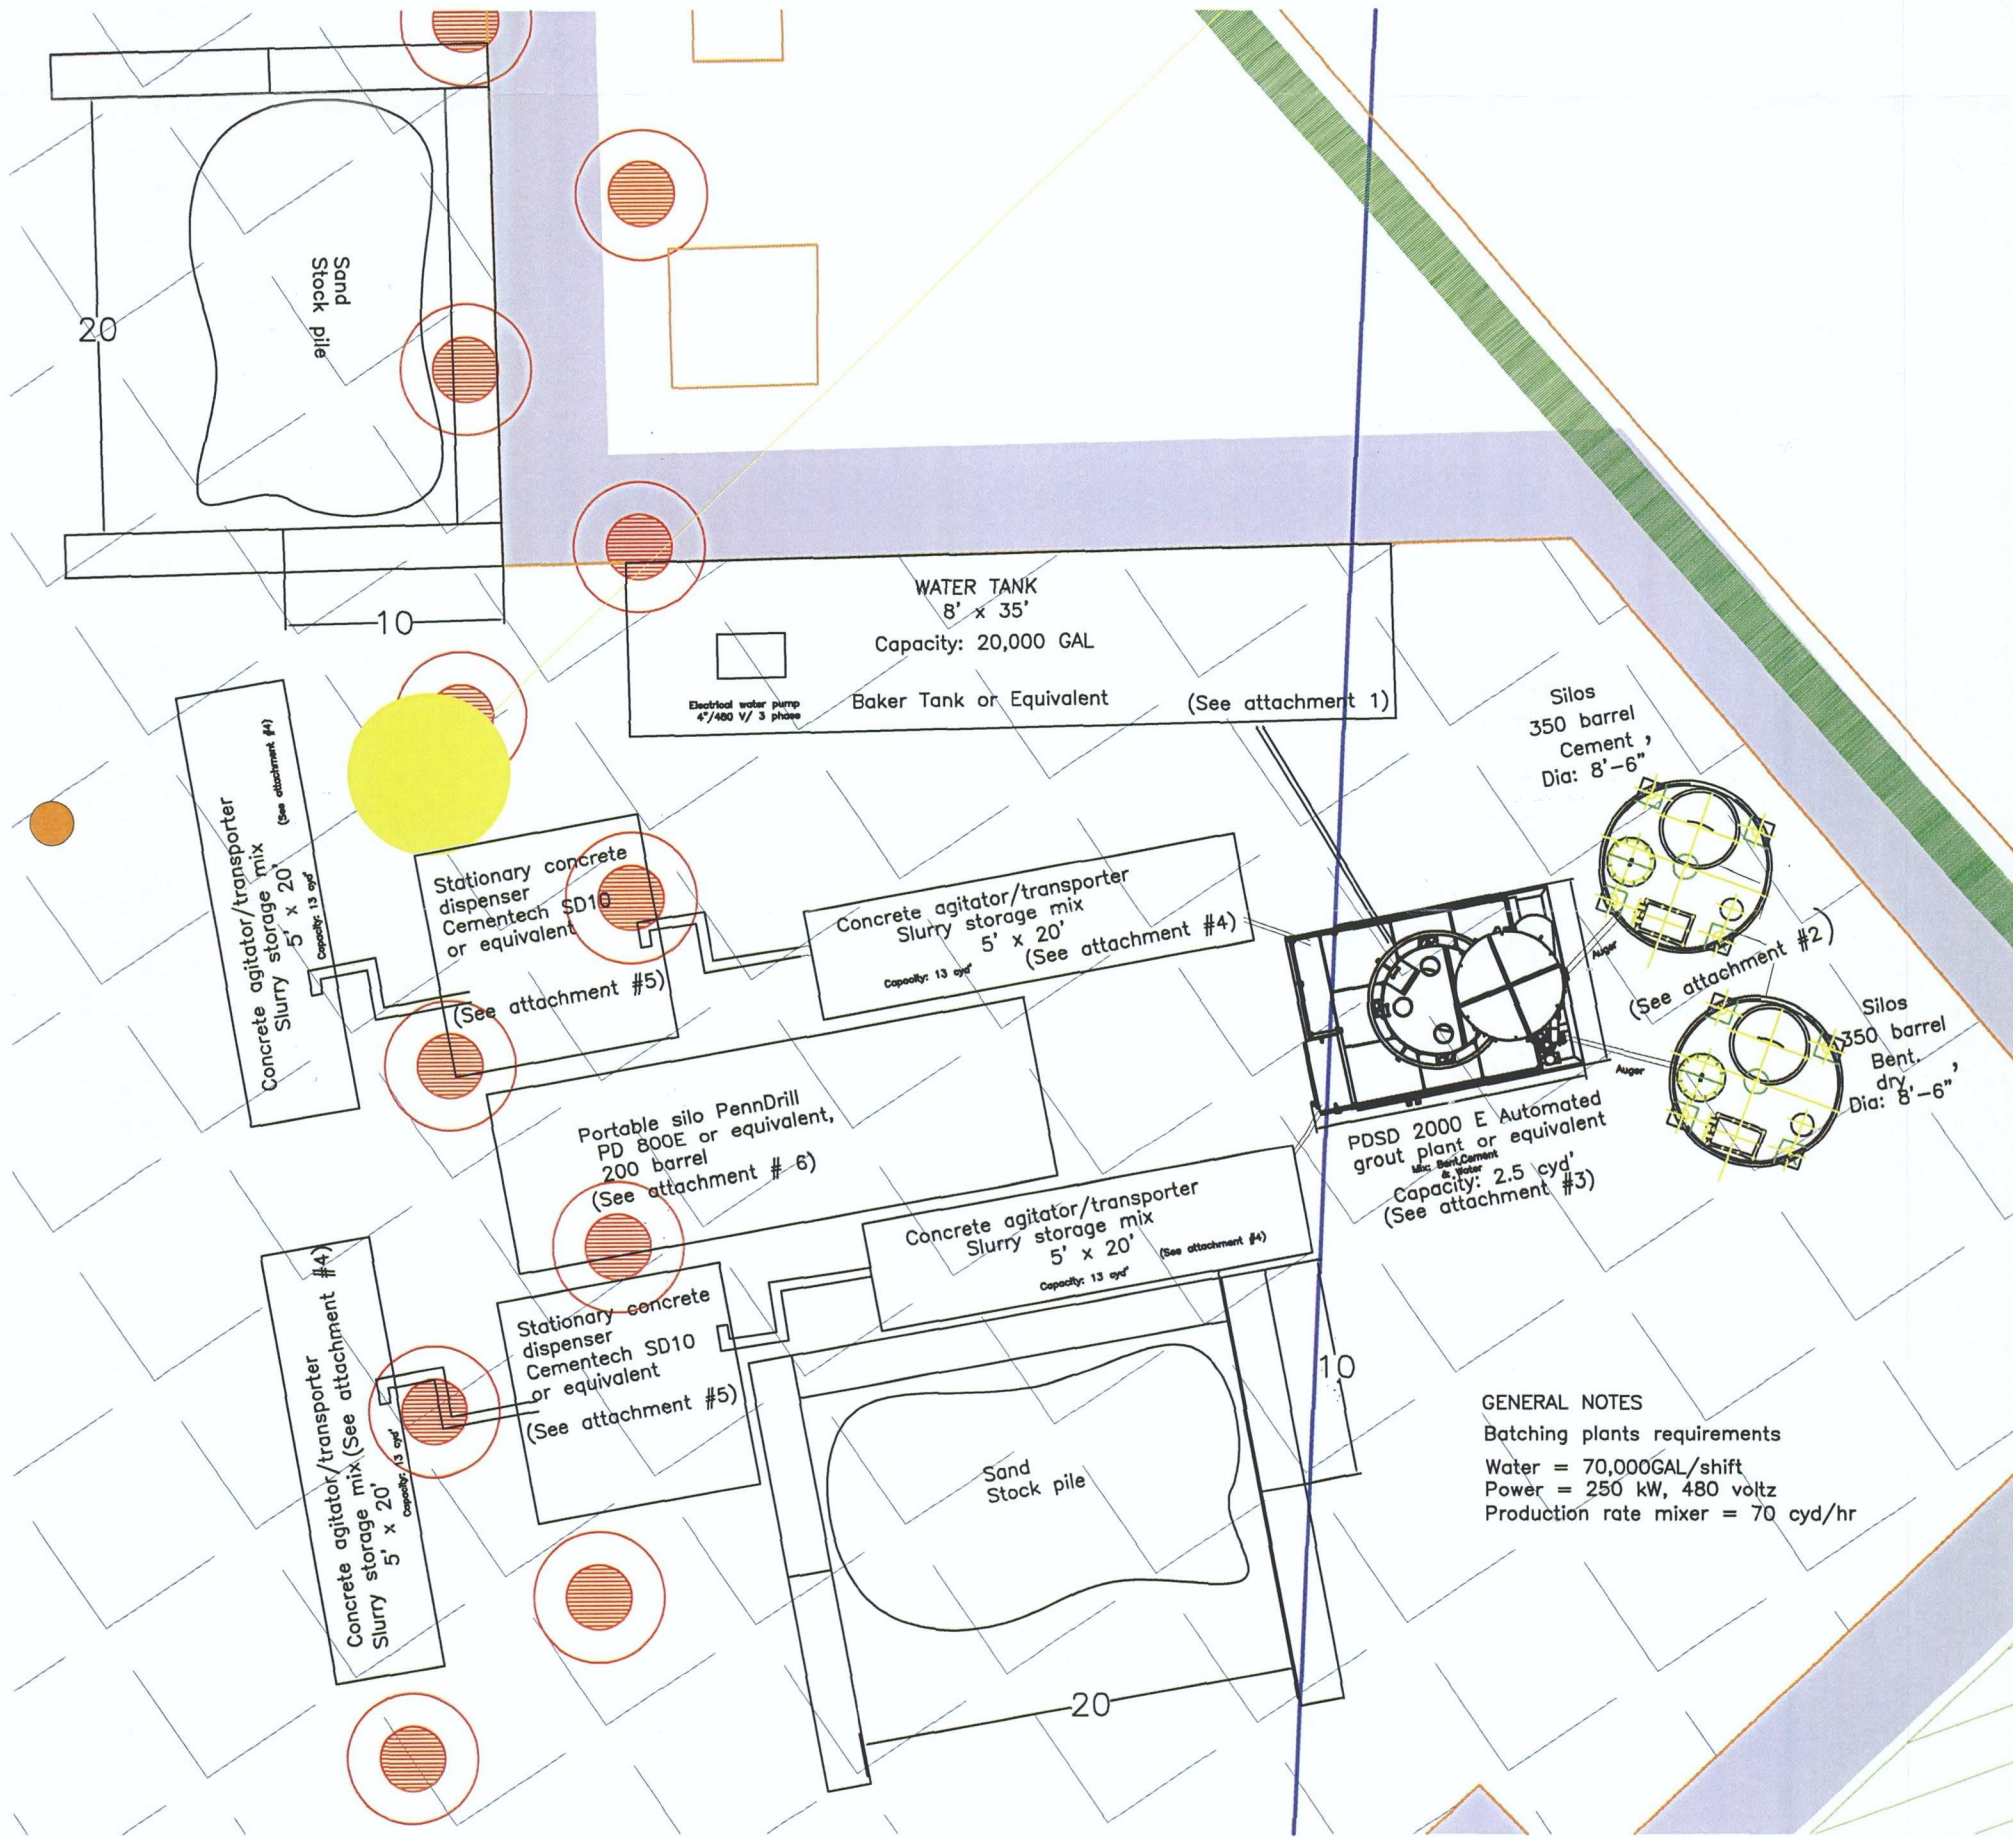 20
Sand
Stock pile
10
WATER TANK
8' x 35'
Capacity: 20,000 GAL
Electrical water pump
4"/480 V/ 3 phase
Baker Tank or Equivalent
(See attachment 1)
Silos
350 barrel
Cement ,
Dia: 8'-6"
Concrete agitator/transporter
Slurry storage mix
5' x 20'
Capacity: 13 cyd'
(See attachment #4)
Stationary concrete
dispenser
Cementech SD10
or equivalent
(See attachment #5)
Concrete agitator/transporter
Slurry storage mix
5' x 20'
(See attachment #4)
Capacity: 13 cyd'
Auger
(See attachment #2)
Silos
350 barrel
Bent.
dry ,
Dia: 8'-6"
Auger
PDSD 2000 E Automated
grout plant or equivalent
Mix: Bent,Cement
& Water
Capacity: 2.5 cyd'
(See attachment #3)
Portable silo PennDrill
PD 800E or equivalent,
200 barrel
(See attachment # 6)
Concrete agitator/transporter
Slurry storage mix
5' x 20'
(See attachment #4)
Capacity: 13 cyd'
Concrete agitator/transporter
Slurry storage mix(See attachment #4)
5' x 20'
Capacity: 13 cyd'
Stationary concrete
dispenser
Cementech SD10
or equivalent
(See attachment #5)
10
Sand
Stock pile
20
GENERAL NOTES
Batching plants requirements
Water = 70,000GAL/shift
Power = 250 kW, 480 voltz
Production rate mixer = 70 cyd/hr